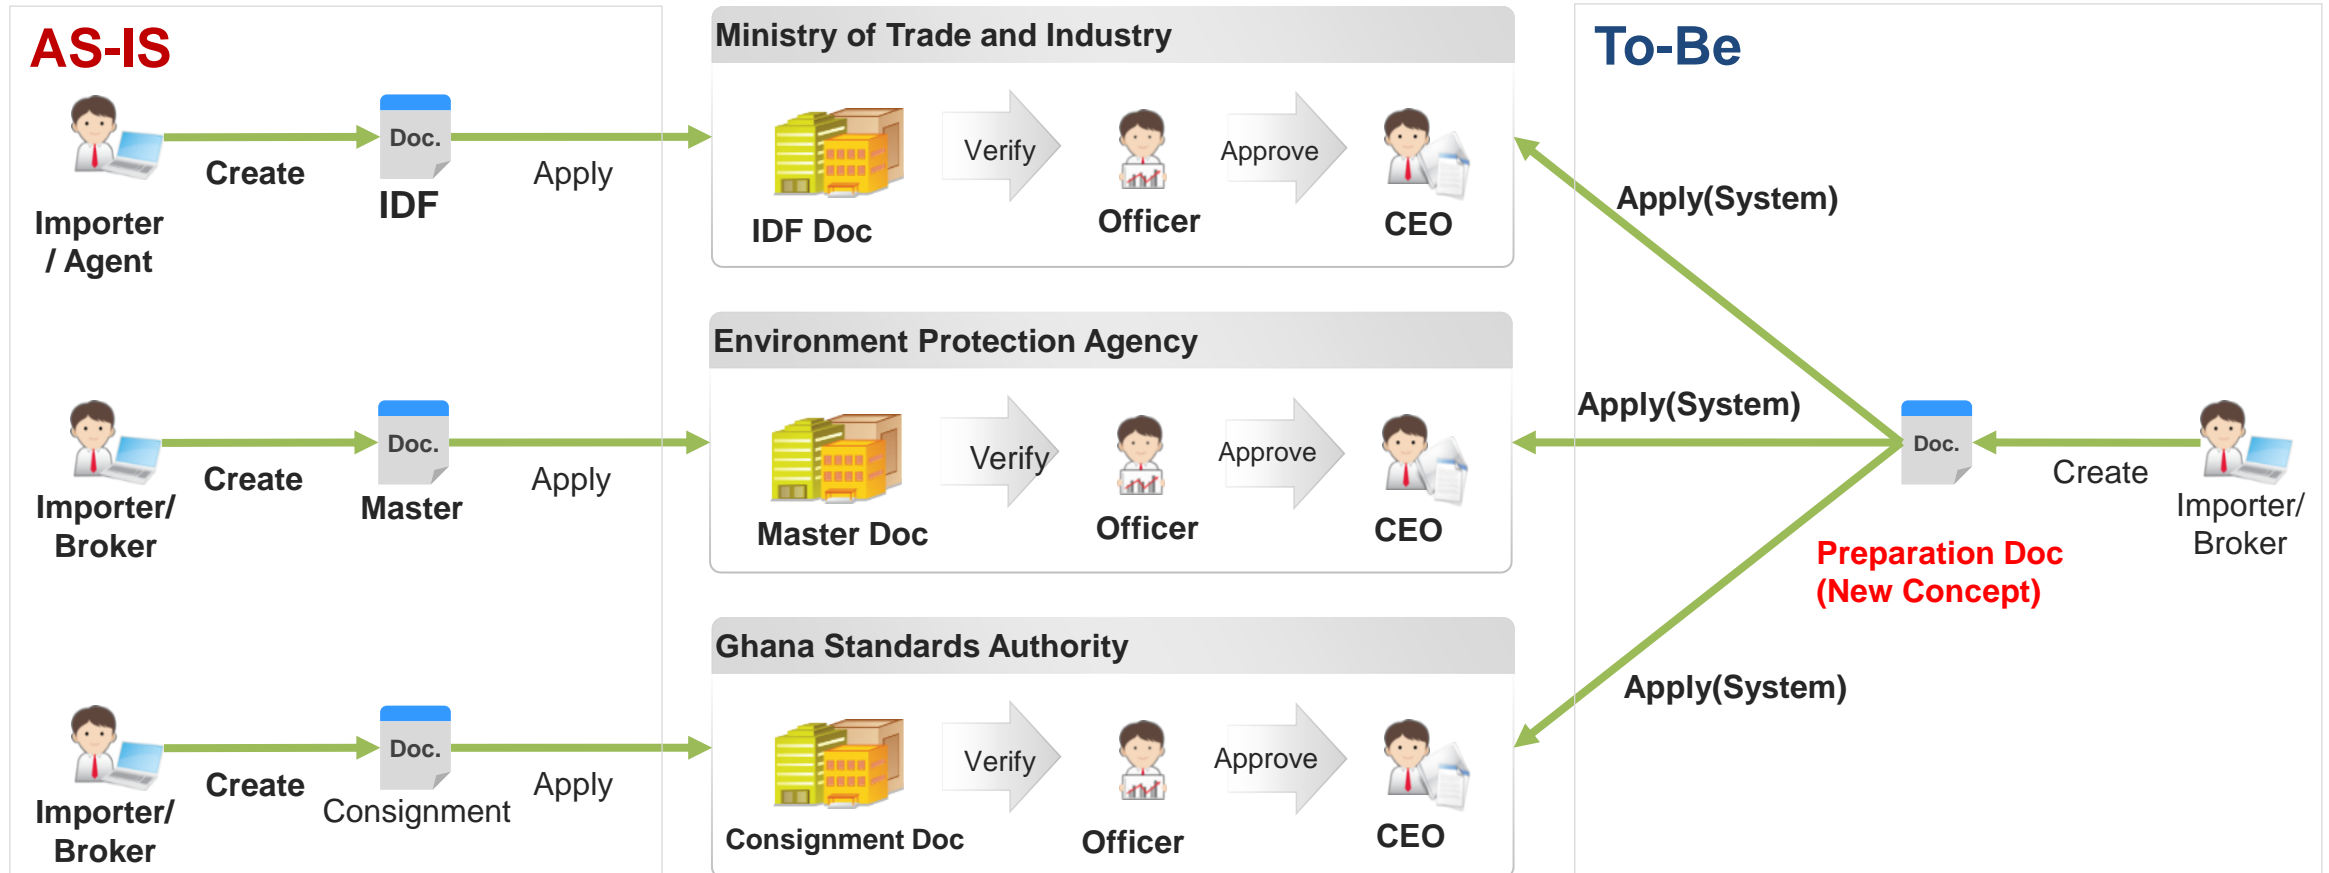 AS-IS
Doc.
Create
Apply
IDF
Importer
/ Agent
Doc.
Create
Apply
Master
Importer/
Broker
Doc.
Create
Apply
Consignment
Importer/
Broker
Ministry of Trade and Industry
Verify
Approve
IDF Doc
Officer
CEO
Environment Protection Agency
Verify
Approve
Master Doc
Officer
CEO
Ghana Standards Authority
Verify
Approve
Consignment Doc
Officer
CEO
To-Be
Apply(System)
Apply(System)
Apply(System)
Doc.
Create
Importer/
Broker
Preparation Doc
(New Concept)